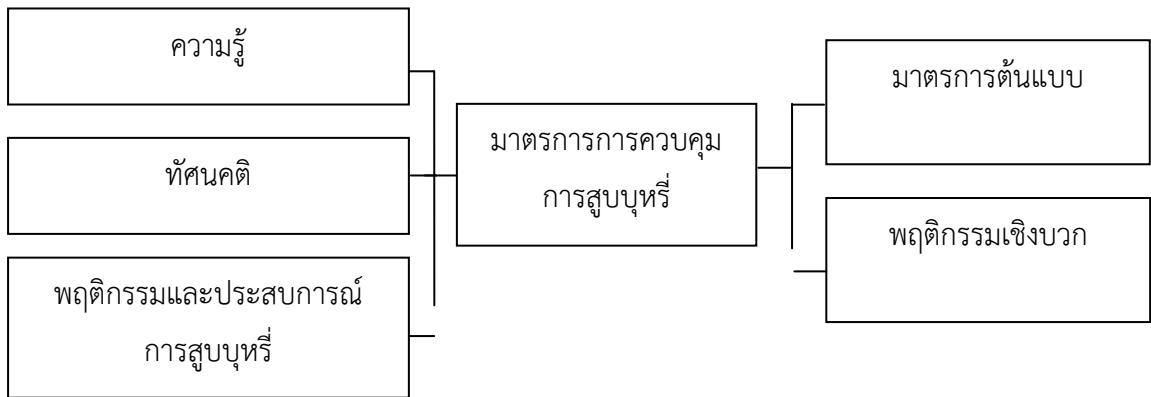 ความรู้
ทัศนคติ
พฤติกรรมและประสบการณ์
การสูบบุหรี่
มาตรการการควบคุม
การสูบบุหรี่
มาตรการต้นแบบ
พฤติกรรมเชิงบวก